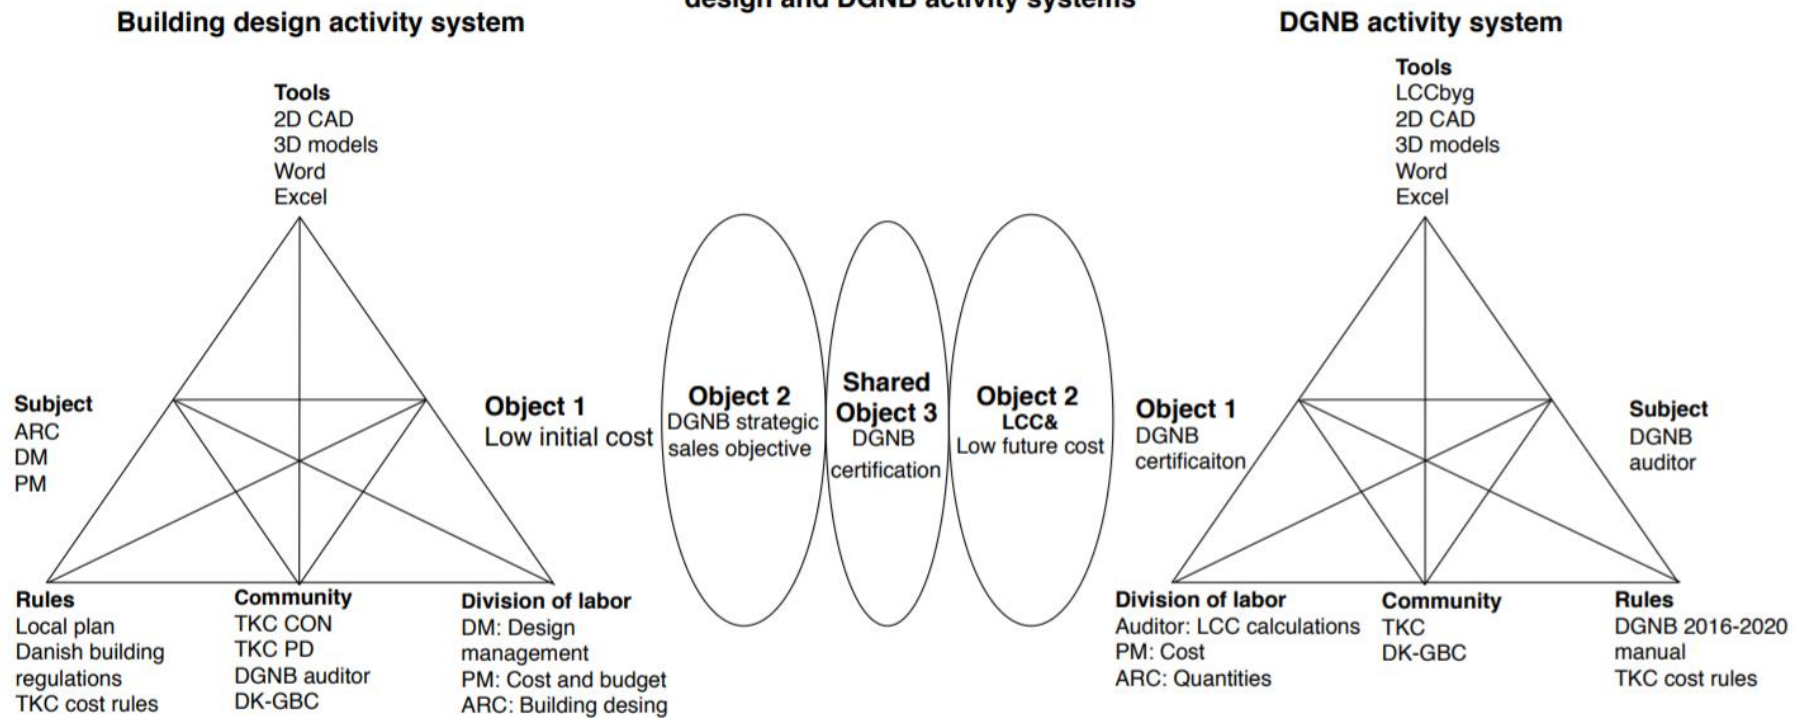 design and DGNB activity systems
Building design activity system
DGNB activity system
Tools
2D CAD
3D models
Word
Excel
Tools
LCCbyg
2D CAD
3D models
Word
Excel
Subject
ARC
DM
PM
Object 1
Low initial cost
Object 2
DGNB strategic
sales objective
Shared
Object 3
DGNB
certification
Object 2
LCC&
Low future cost
Object 1
DGNB
certificaiton
Subject
DGNB
auditor
Rules
Local plan
Danish building
regulations
TKC cost rules
Community
TKC CON
TKC PD
DGNB auditor
DK-GBC
Division of labor
DM: Design
management
PM: Cost and budget
ARC: Building desing
Division of labor
Auditor: LCC calculations
PM: Cost
ARC: Quantities
Community
TKC
DK-GBC
Rules
DGNB 2016-2020
manual
TKC cost rules